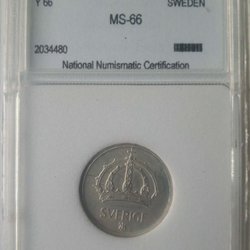 Y 66 SWEDEN
MS-66
2034480
National Numismatic Certification
SVERIGE